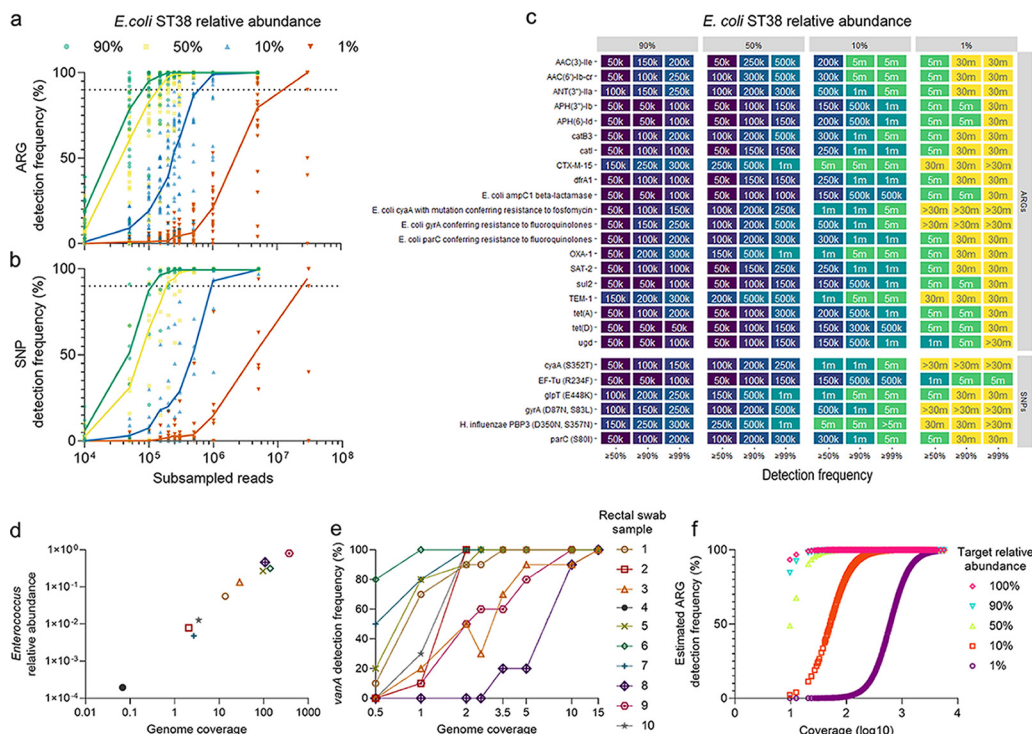 a
E.coli ST38 relative abundance
90% 50% 10% 1%
ARG
detection frequency (%)
100
50
0
b
SNP
detection frequency (%)
100
50
0
10^4 10^5 10^6 10^7 10^8
Subsampled reads
c
E. coli ST38 relative abundance
90% 50% 10% 1%
AAC(3)-IIe 50k 150k 200k 50k 250k 500k 200k 5m 5m 5m 30m 30m
AAC(6')-Ib-cr 50k 100k 200k 100k 200k 300k 300k 5m 5m 5m 30m 30m
ANT(3")-IIa 100k 150k 250k 100k 200k 300k 500k 1m 5m 5m 30m 30m
APH(3")-Ib 50k 50k 100k 50k 100k 150k 150k 500k 1m 5m 5m 30m
APH(6)-Id 50k 50k 100k 50k 100k 150k 200k 500k 1m 5m 5m 30m
catB3 50k 100k 200k 100k 200k 200k 300k 1m 5m 5m 30m 30m
catI 50k 100k 150k 50k 150k 200k 250k 1m 1m 5m 30m 30m
CTX-M-15 150k 250k 300k 250k 500k 1m 5m 5m 5m 30m 30m >30m
dfrA1 50k 100k 100k 50k 150k 150k 250k 1m 1m 5m 30m 30m
E. coli ampC1 beta-lactamase 50k 50k 100k 50k 100k 100k 150k 500k 500k 5m 5m 30m
E. coli cyaA with mutation conferring resistance to fosfomycin 50k 100k 150k 100k 200k 250k 1m 1m 5m >30m >30m >30m
E. coli gyrA conferring resistance to fluoroquinolones 50k 150k 250k 100k 200k 200k 500k 1m 5m >30m >30m >30m
E. coli parC conferring resistance to fluoroquinolones 50k 100k 200k 100k 200k 300k 300k 1m 1m 5m 30m 30m
OXA-1 50k 200k 300k 150k 500k 1m 1m 5m 5m 5m 30m 30m
SAT-2 50k 100k 100k 50k 150k 150k 250k 1m 1m 5m 30m 30m
sul2 50k 50k 100k 50k 100k 150k 150k 500k 1m 5m 5m 30m
TEM-1 150k 200k 300k 200k 500k 500k 1m 5m 5m 30m 30m 30m
tet(A) 50k 100k 100k 50k 100k 150k 150k 500k 1m 5m 5m 30m
tet(D) 50k 50k 50k 50k 100k 150k 150k 300k 500k 5m 5m 30m
ugd 50k 50k 100k 50k 100k 150k 150k 500k 1m 1m 5m >30m
ARGs
cyaA (S352T) 50k 100k 150k 100k 200k 250k 1m 1m 5m >30m >30m >30m
EF-Tu (R234F) 50k 50k 100k 50k 100k 100k 150k 500k 500k 1m 5m 5m
glpT (E448K) 100k 200k 250k 100k 500k 1m 1m 5m 5m 5m 30m 30m
gyrA (D87N, S83L) 100k 150k 250k 100k 200k 200k 500k 1m 5m >30m >30m >30m
H. influenzae PBP3 (D350N, S357N) 150k 250k 300k 250k 500k 1m 5m 5m >5m 30m 30m >30m
parC (S80I) 50k 100k 200k 100k 200k 200k 300k 1m 5m 5m 30m 30m
SNPs
≥50% ≥90% ≥99% ≥50% ≥90% ≥99% ≥50% ≥90% ≥99% ≥50% ≥90% ≥99%
Detection frequency
d
Enterococcus
relative abundance
1×10^0
1×10^-1
1×10^-2
1×10^-3
1×10^-4
0.01 0.1 1 10 100 1000
Genome coverage
e
vanA detection frequency (%)
100
80
60
40
20
0
0.5 1 2 3.5 5 10 15
Genome coverage
Rectal swab
sample
1
2
3
4
5
6
7
8
9
10
f
Estimated ARG
detection frequency (%)
100
50
0
0 1 2 3 4
Coverage (log10)
Target relative
abundance
100%
90%
50%
10%
1%